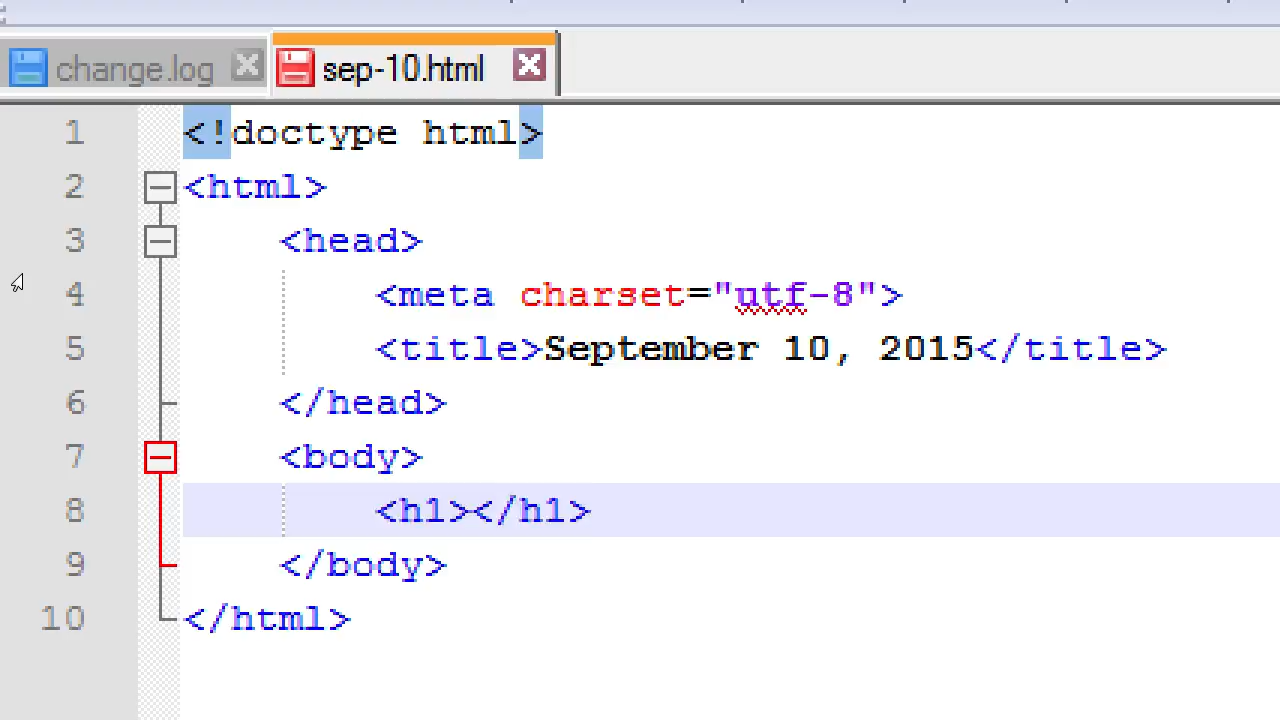 change.log sep-10.html
1 <!doctype html>
2 <html>
3 <head>
4 <meta charset="utf-8">
5 <title>September 10, 2015</title>
6 </head>
7 <body>
8 <h1></h1>
9 </body>
10 </html>